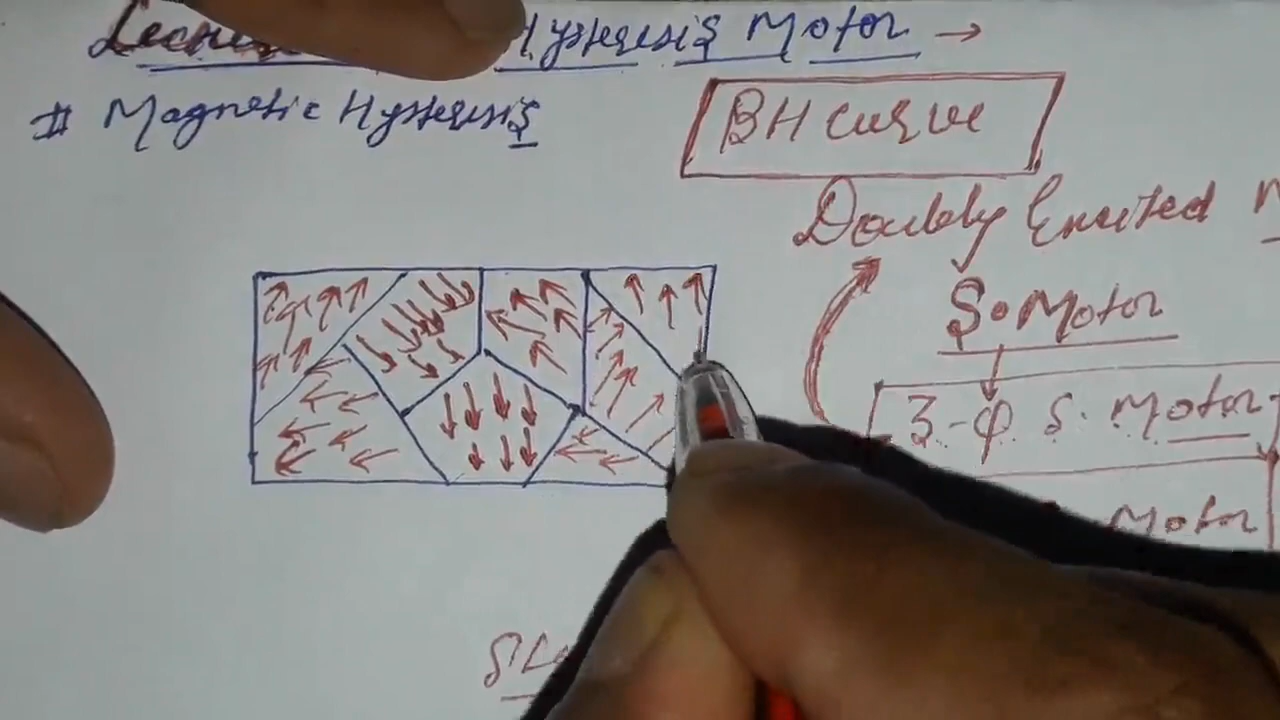 Hysteresis Motor →
# Magnetic Hysteresis
BH Curve
Doubly Excited
S. Motor
3-φ S. Motor
Motor